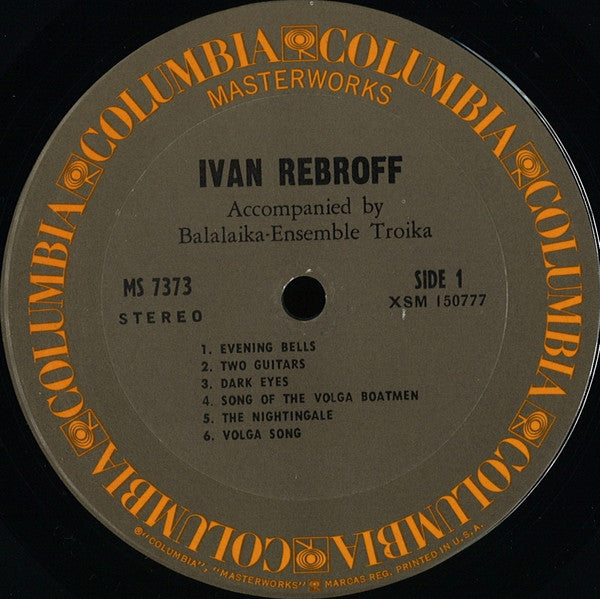 COLUMBIA COLUMBIA COLUMBIA COLUMBIA COLUMBIA COLUMBIA
MASTERWORKS
IVAN REBROFF
Accompanied by
Balalaika-Ensemble Troika
MS 7373
STEREO
SIDE 1
XSM 150777
1. EVENING BELLS
2. TWO GUITARS
3. DARK EYES
4. SONG OF THE VOLGA BOATMEN
5. THE NIGHTINGALE
6. VOLGA SONG
"COLUMBIA", "MASTERWORKS" MARCAS REG. PRINTED IN U.S.A.